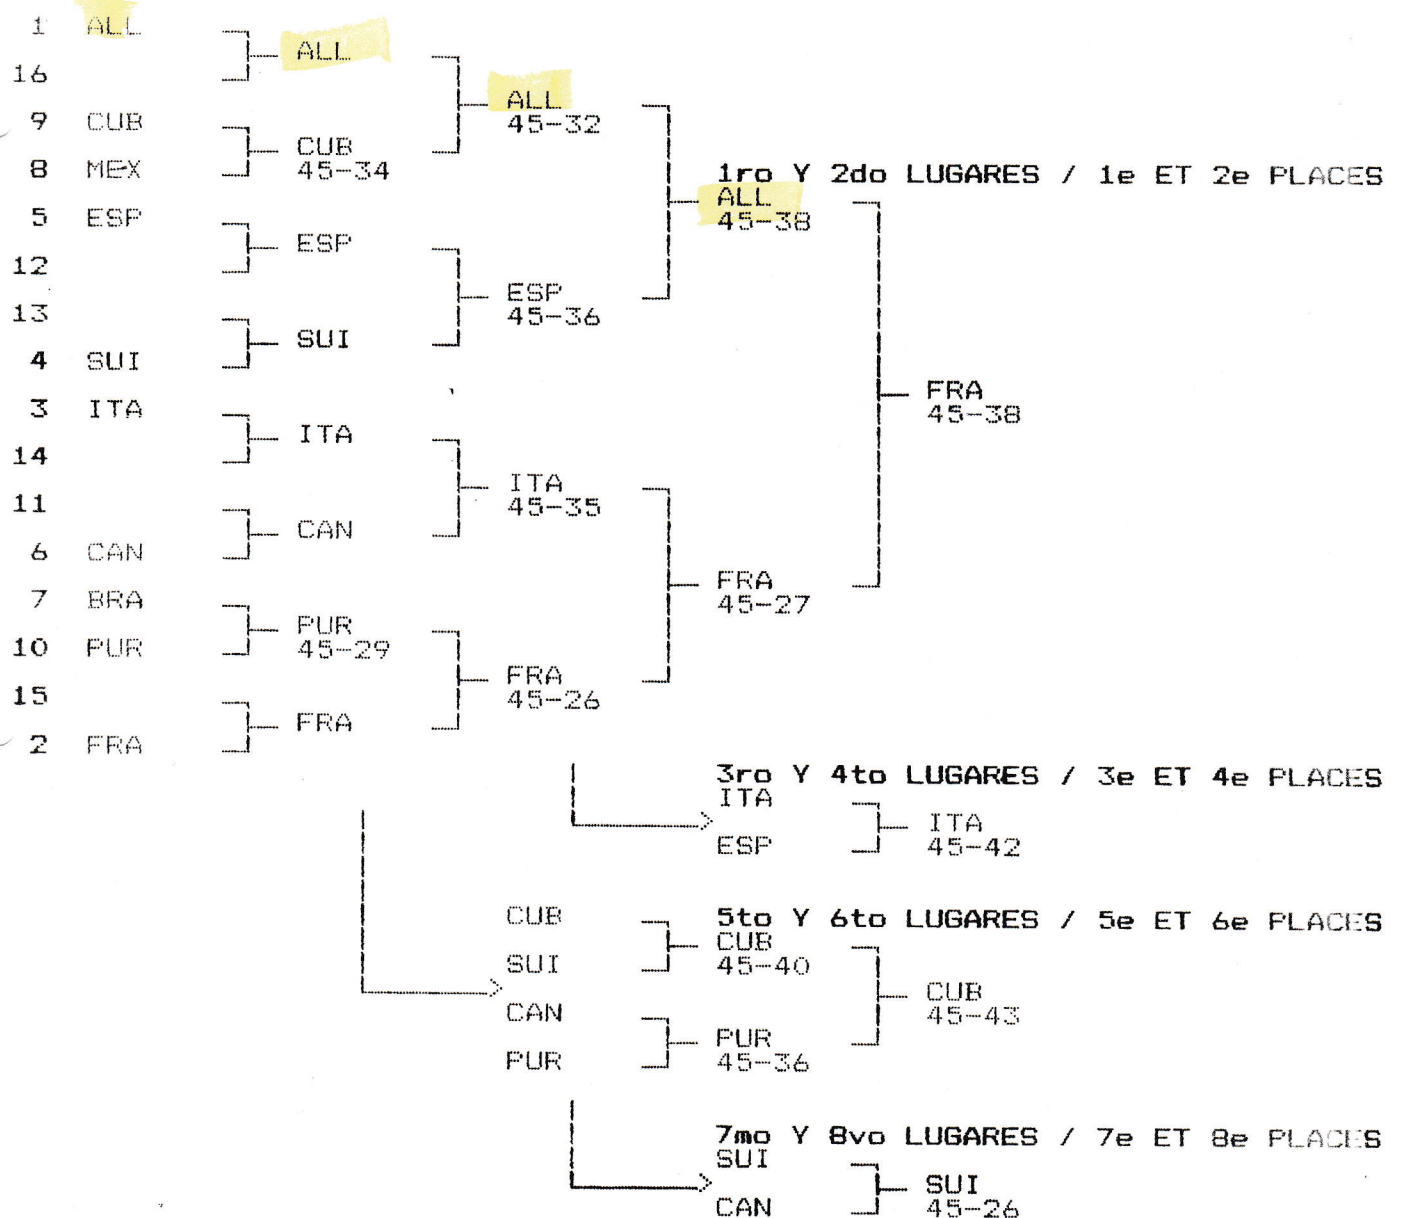 1 ALL
ALL
16
ALL
45-32
9 CUB
CUB
45-34
8 MEX
1ro Y 2do LUGARES / 1e ET 2e PLACES
ALL
45-38
5 ESP
ESP
12
ESP
45-36
13
SUI
4 SUI
FRA
45-38
3 ITA
ITA
14
ITA
45-35
11
CAN
6 CAN
FRA
45-27
7 BRA
PUR
45-29
10 PUR
FRA
45-26
15
FRA
2 FRA
3ro Y 4to LUGARES / 3e ET 4e PLACES
ITA
ITA
45-42
ESP
CUB
5to Y 6to LUGARES / 5e ET 6e PLACES
CUB
45-40
SUI
CUB
45-43
CAN
PUR
45-36
PUR
7mo Y 8vo LUGARES / 7e ET 8e PLACES
SUI
SUI
45-26
CAN